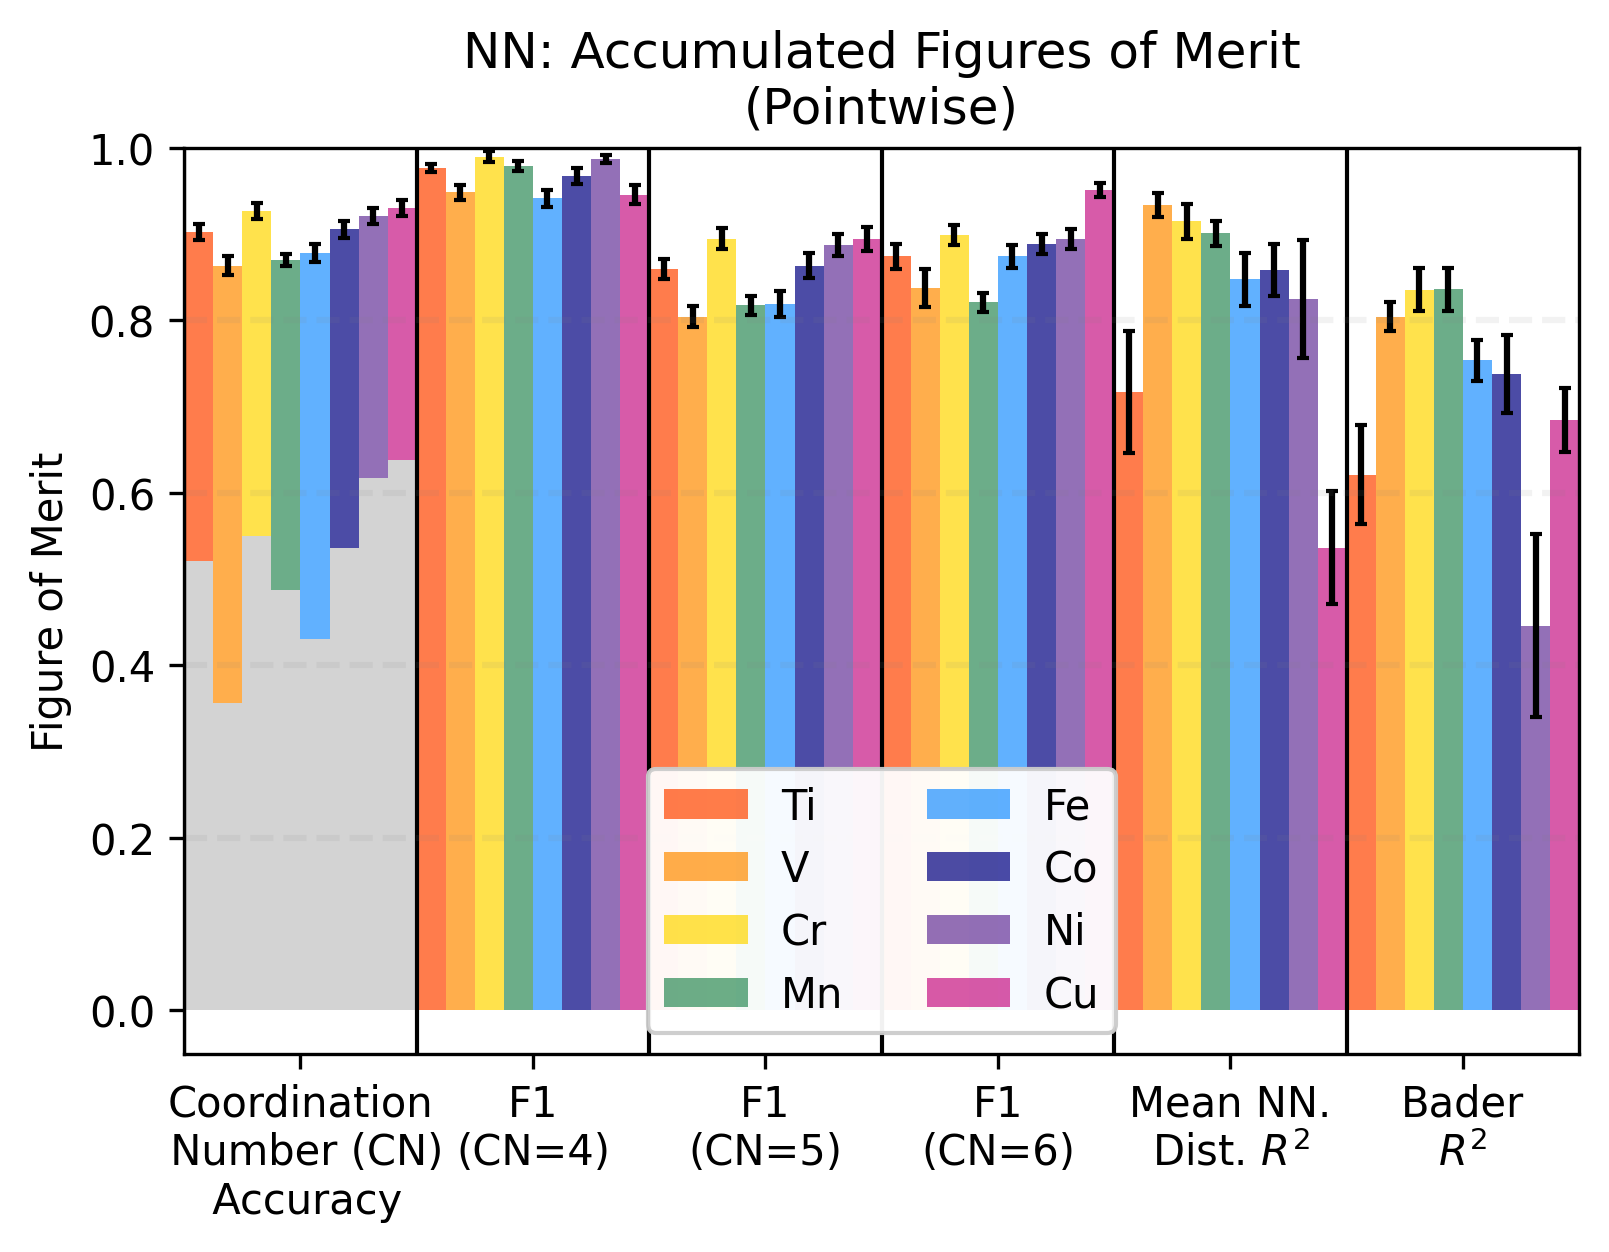 NN: Accumulated Figures of Merit
(Pointwise)
Figure of Merit
1.0
0.8
0.6
0.4
0.2
0.0
Ti
V
Cr
Mn
Fe
Co
Ni
Cu
Coordination
Number (CN)
Accuracy
F1
(CN=4)
F1
(CN=5)
F1
(CN=6)
Mean NN.
Dist. R²
Bader
R²